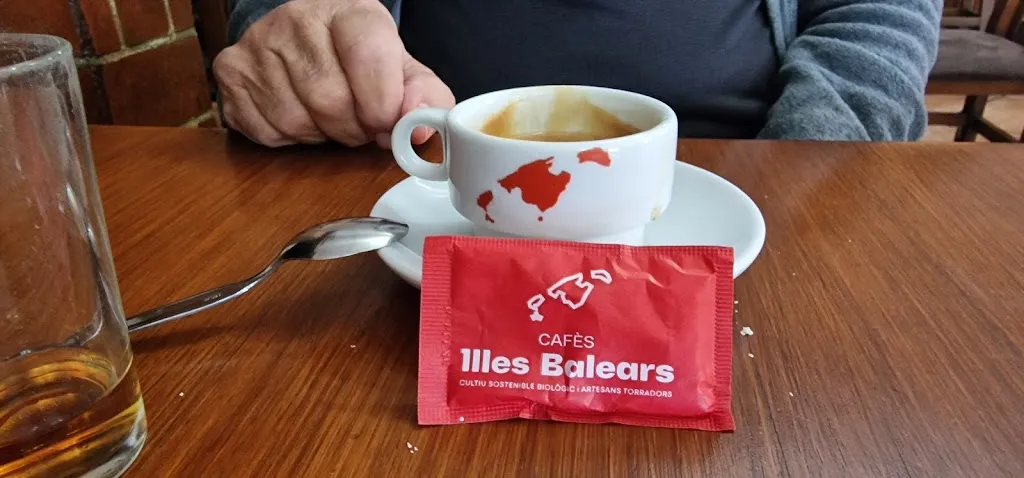 CAFÈS
Illes Balears
CULTIU SOSTENIBLE BIOLÒGIC I ARTESANS TORRADORS